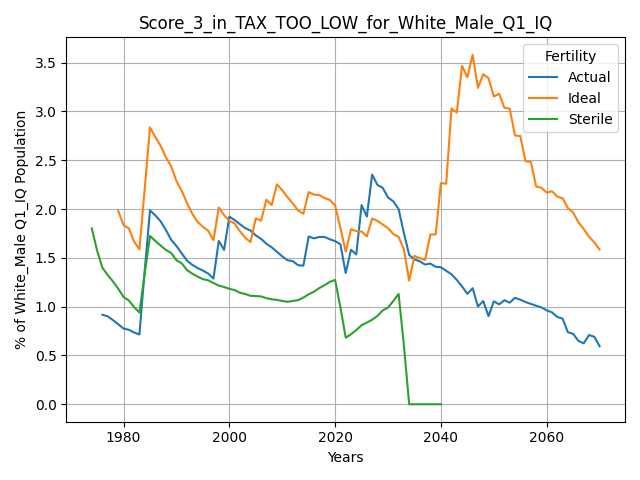 Score_3_in_TAX_TOO_LOW_for_White_Male_Q1_IQ
Fertility
Actual
Ideal
Sterile
% of White_Male Q1_IQ Population
3.5
3.0
2.5
2.0
1.5
1.0
0.5
0.0
1980 2000 2020 2040 2060
Years